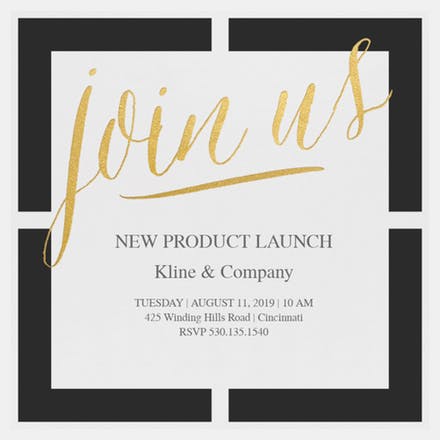 join us
NEW PRODUCT LAUNCH
Kline & Company
TUESDAY | AUGUST 11, 2019 | 10 AM
425 Winding Hills Road | Cincinnati
RSVP 530.135.1540